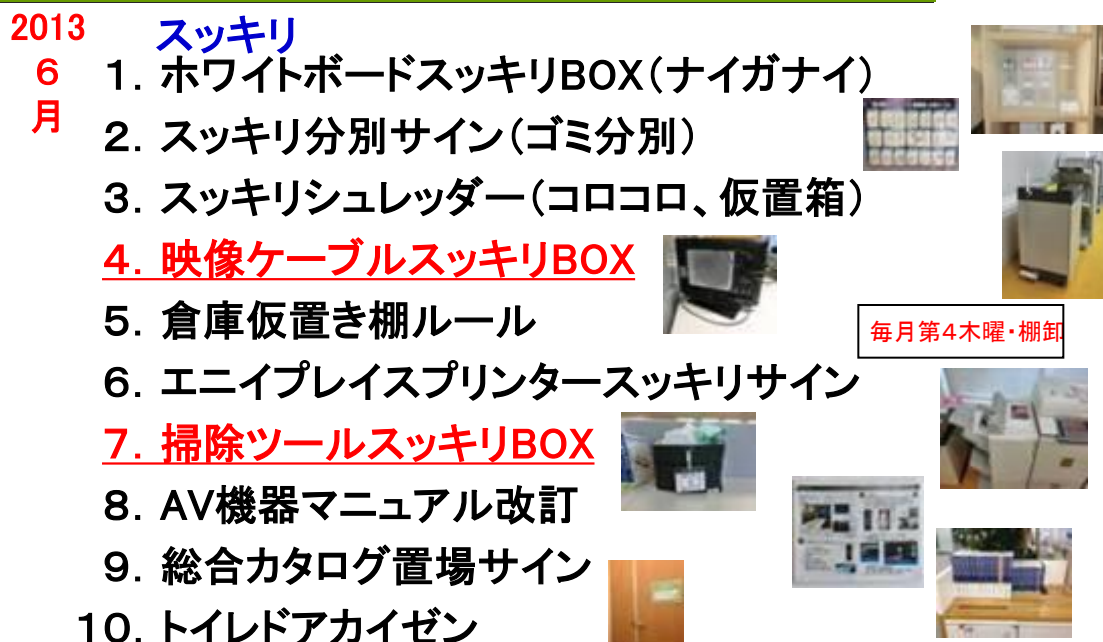 2013
6
月
スッキリ
1. ホワイトボードスッキリBOX(ナイガナイ)
2. スッキリ分別サイン(ゴミ分別)
3. スッキリシュレッダー(コロコロ、仮置箱)
4. 映像ケーブルスッキリBOX
5. 倉庫仮置き棚ルール
毎月第4木曜・棚卸
6. エニイプレイスプリンタースッキリサイン
7. 掃除ツールスッキリBOX
8. AV機器マニュアル改訂
9. 総合カタログ置場サイン
10. トイレドアカイゼン